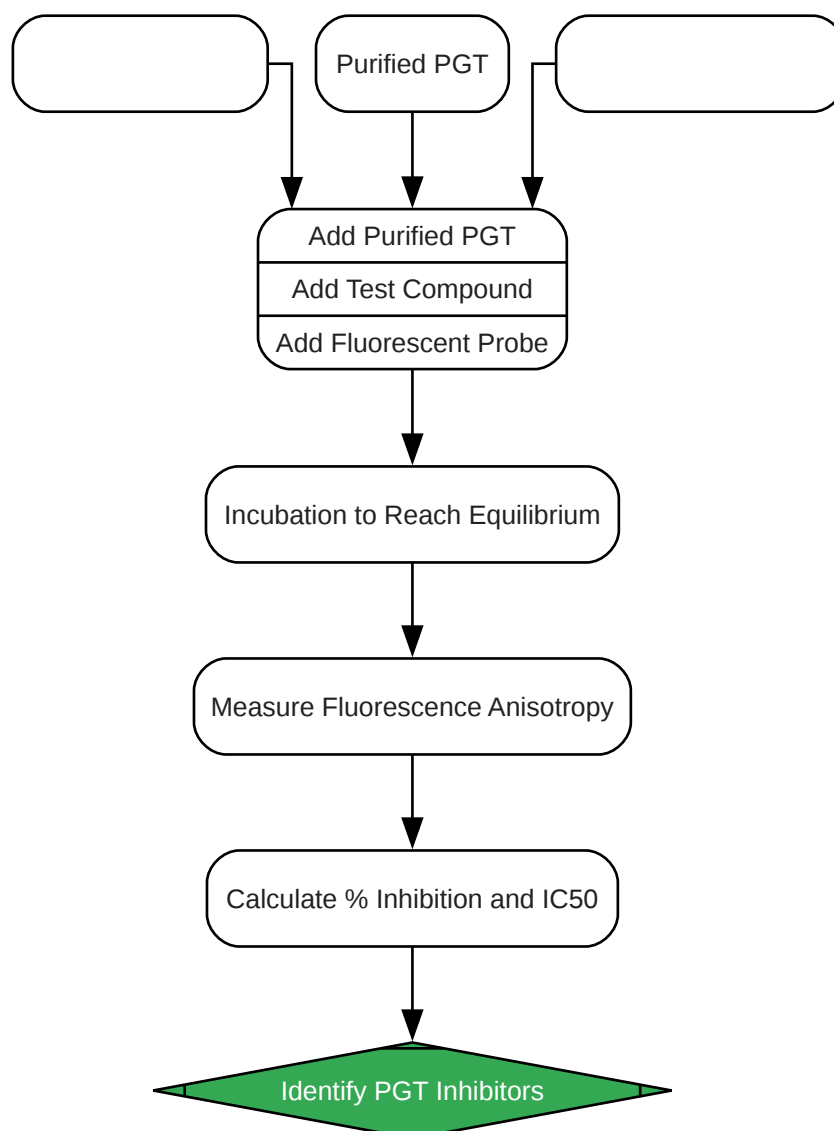 Purified PGT
Add Purified PGT
Add Test Compound
Add Fluorescent Probe
Incubation to Reach Equilibrium
Measure Fluorescence Anisotropy
Calculate % Inhibition and IC50
Identify PGT Inhibitors